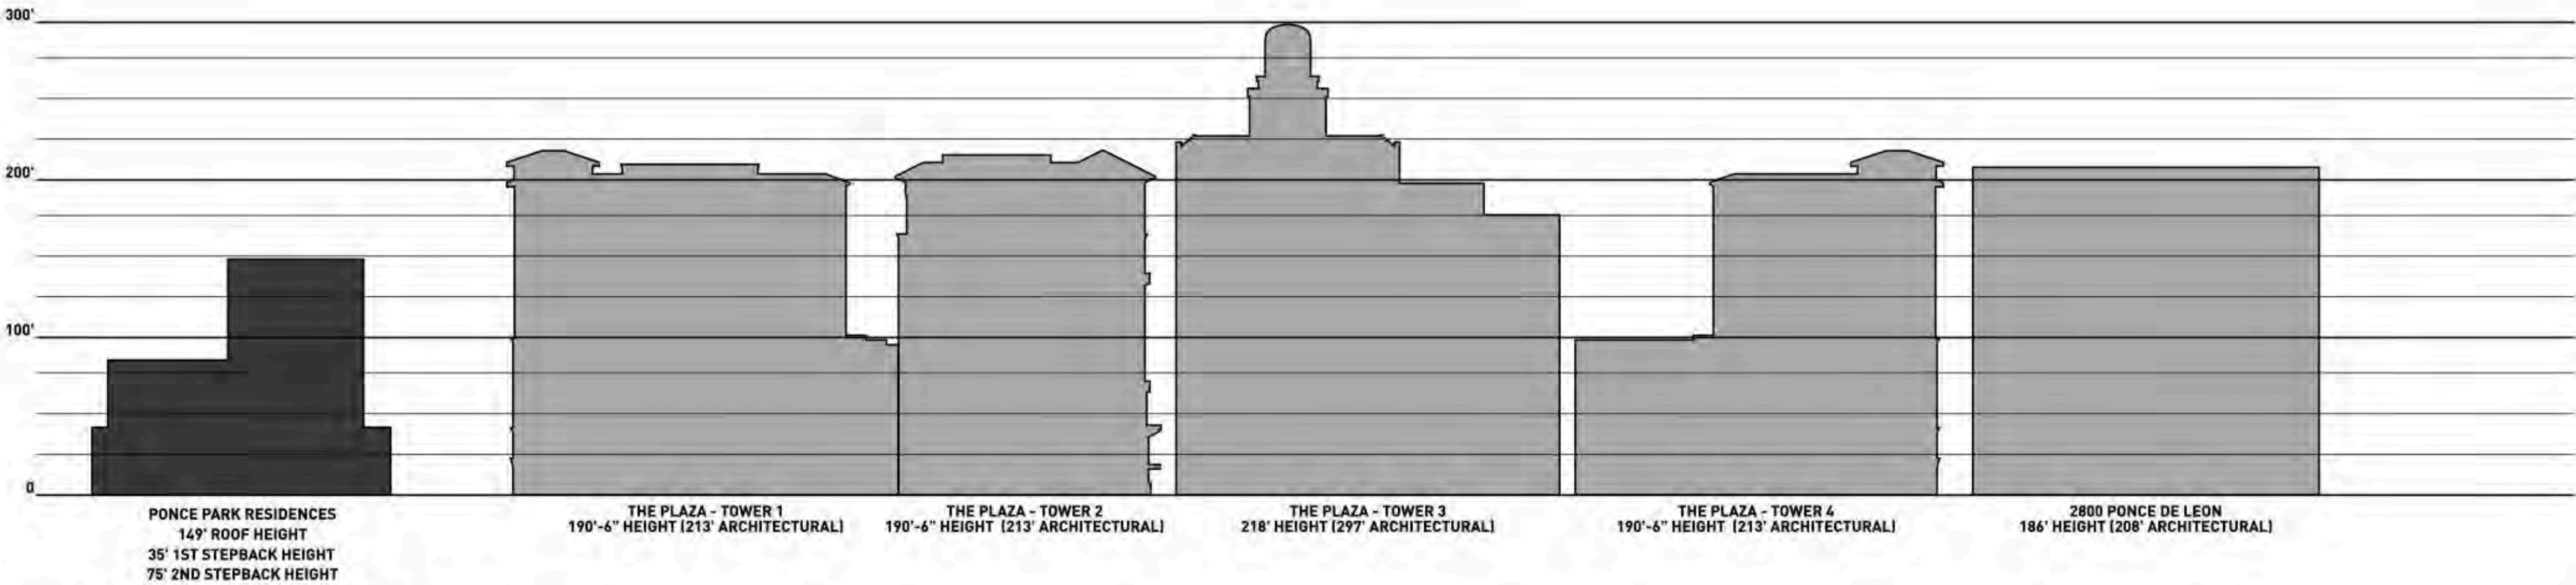 300'
200'
100'
0
PONCE PARK RESIDENCES
149' ROOF HEIGHT
35' 1ST STEPBACK HEIGHT
75' 2ND STEPBACK HEIGHT
THE PLAZA - TOWER 1
190'-6" HEIGHT (213' ARCHITECTURAL)
THE PLAZA - TOWER 2
190'-6" HEIGHT (213' ARCHITECTURAL)
THE PLAZA - TOWER 3
218' HEIGHT (297' ARCHITECTURAL)
THE PLAZA - TOWER 4
190'-6" HEIGHT (213' ARCHITECTURAL)
2800 PONCE DE LEON
186' HEIGHT (208' ARCHITECTURAL)